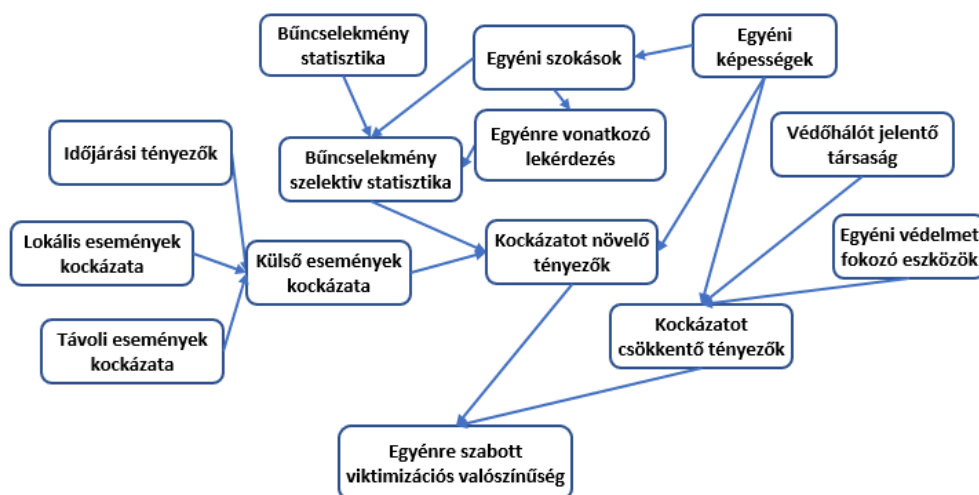 Bűncselekmény
statisztika
Egyéni szokások
Egyéni
képességek
Időjárási tényezők
Bűncselekmény
szelektiv statisztika
Egyénre vonatkozó
lekérdezés
Védőhálót jelentő
társaság
Lokális események
kockázata
Külső események
kockázata
Kockázatot növelő
tényezők
Egyéni védelmet
fokozó eszközök
Távoli események
kockázata
Kockázatot
csökkentő tényezők
Egyénre szabott
viktimizációs valószínűség